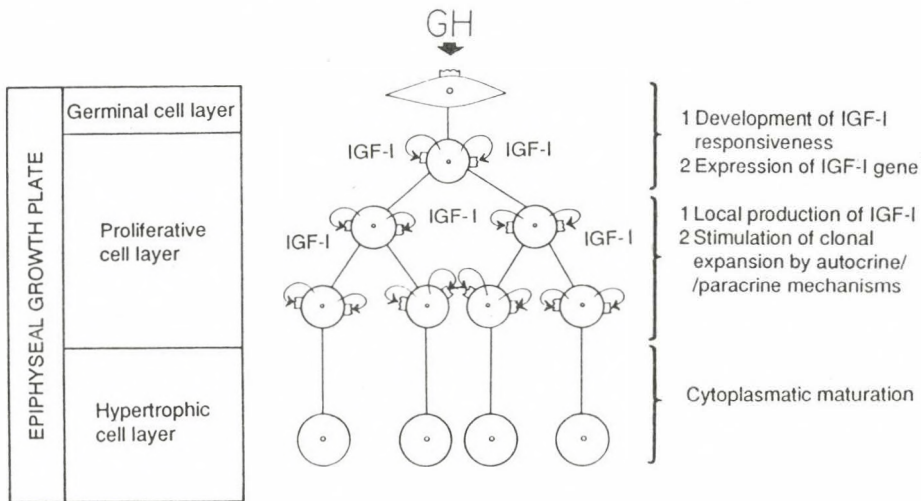 GH
EPIPHYSEAL GROWTH PLATE
Germinal cell layer
Proliferative
cell layer
Hypertrophic
cell layer
IGF-I
IGF-I
IGF-I
IGF-I
IGF-I
1 Development of IGF-I
responsiveness
2 Expression of IGF-I gene
1 Local production of IGF-I
2 Stimulation of clonal
expansion by autocrine/
/paracrine mechanisms
Cytoplasmatic maturation